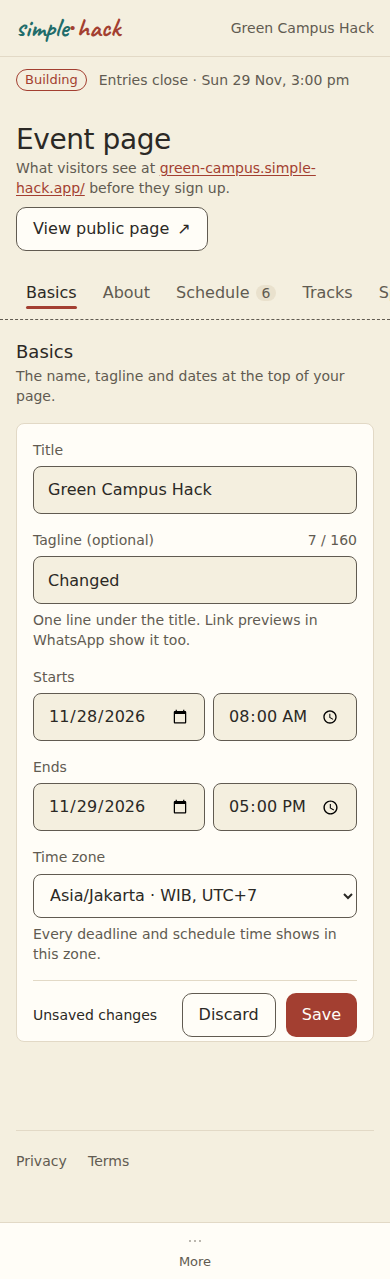 simple·hack
Green Campus Hack
Building
Entries close · Sun 29 Nov, 3:00 pm
Event page
What visitors see at green-campus.simple-
hack.app/ before they sign up.
View public page ↗
Basics
About
Schedule 6
Tracks
S
Basics
The name, tagline and dates at the top of your
page.
Title
Green Campus Hack
Tagline (optional)
7 / 160
Changed
One line under the title. Link previews in
WhatsApp show it too.
Starts
11/28/2026
08:00 AM
Ends
11/29/2026
05:00 PM
Time zone
Asia/Jakarta · WIB, UTC+7
Every deadline and schedule time shows in
this zone.
Unsaved changes
Discard
Save
Privacy
Terms
...
More